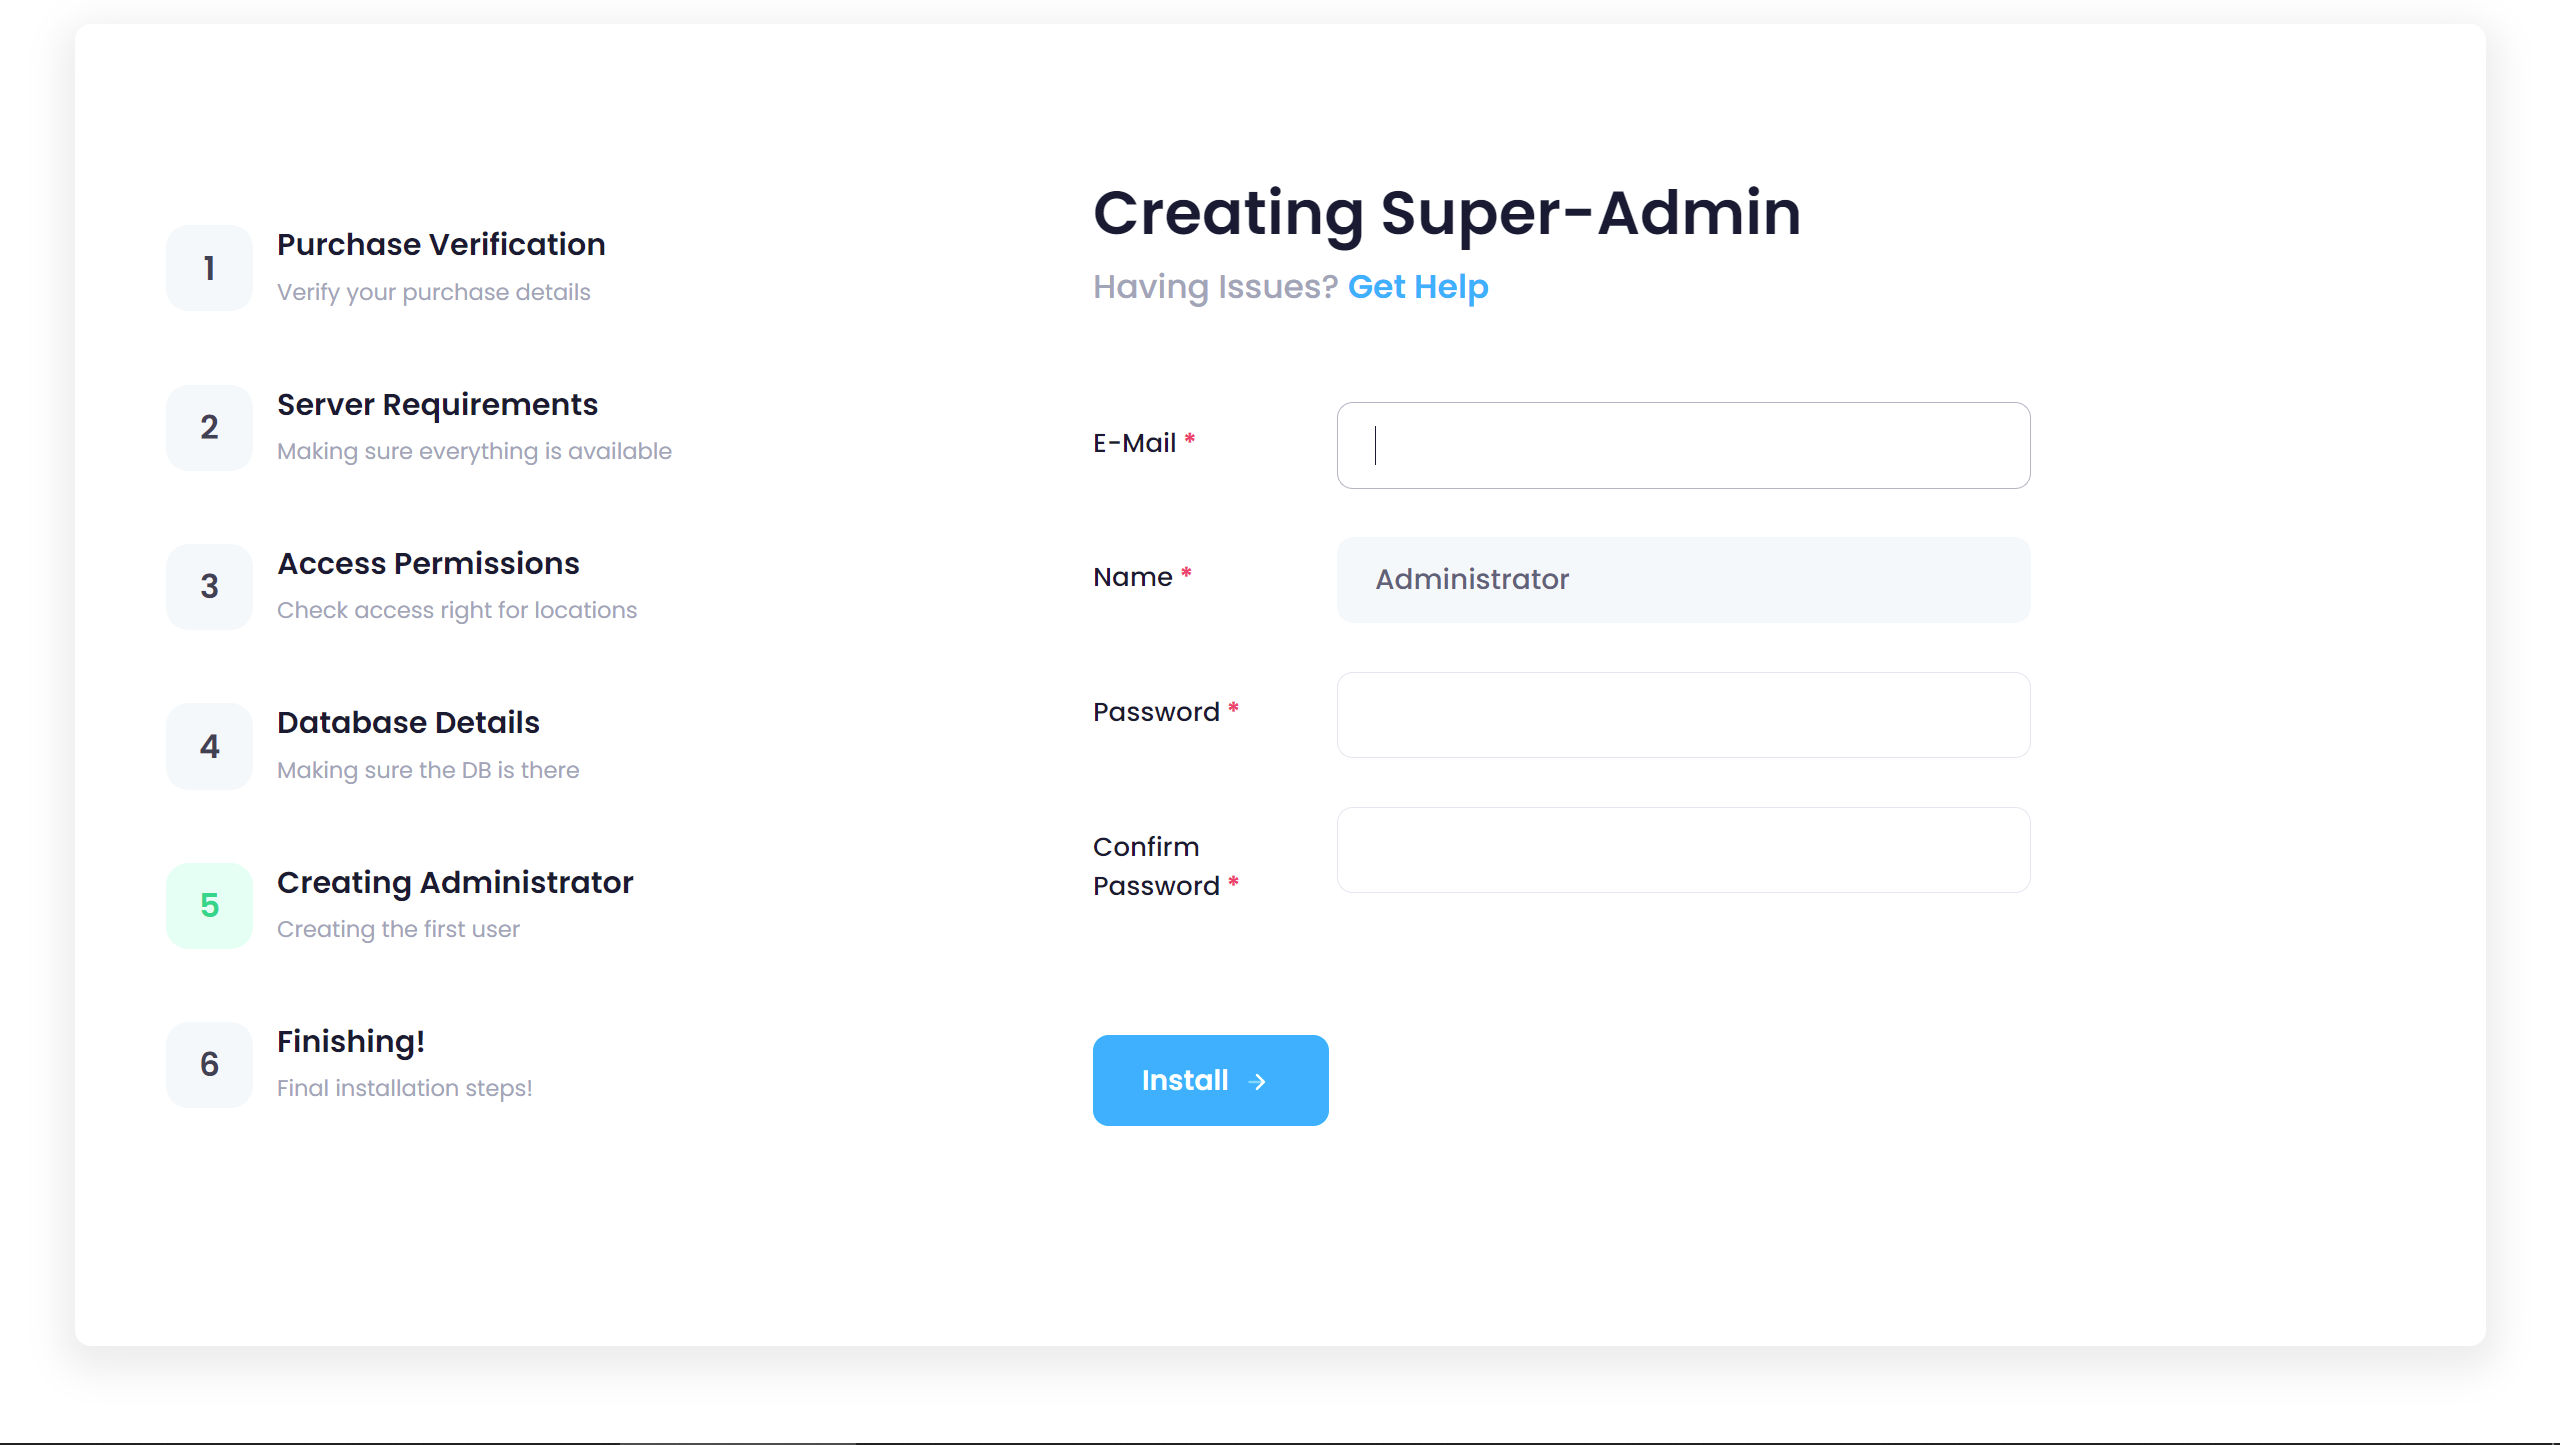 1
Purchase Verification
Verify your purchase details
2
Server Requirements
Making sure everything is available
3
Access Permissions
Check access right for locations
4
Database Details
Making sure the DB is there
5
Creating Administrator
Creating the first user
6
Finishing!
Final installation steps!
Creating Super-Admin
Having Issues? Get Help
E-Mail *
Name *
Administrator
Password *
Confirm
Password *
Install →